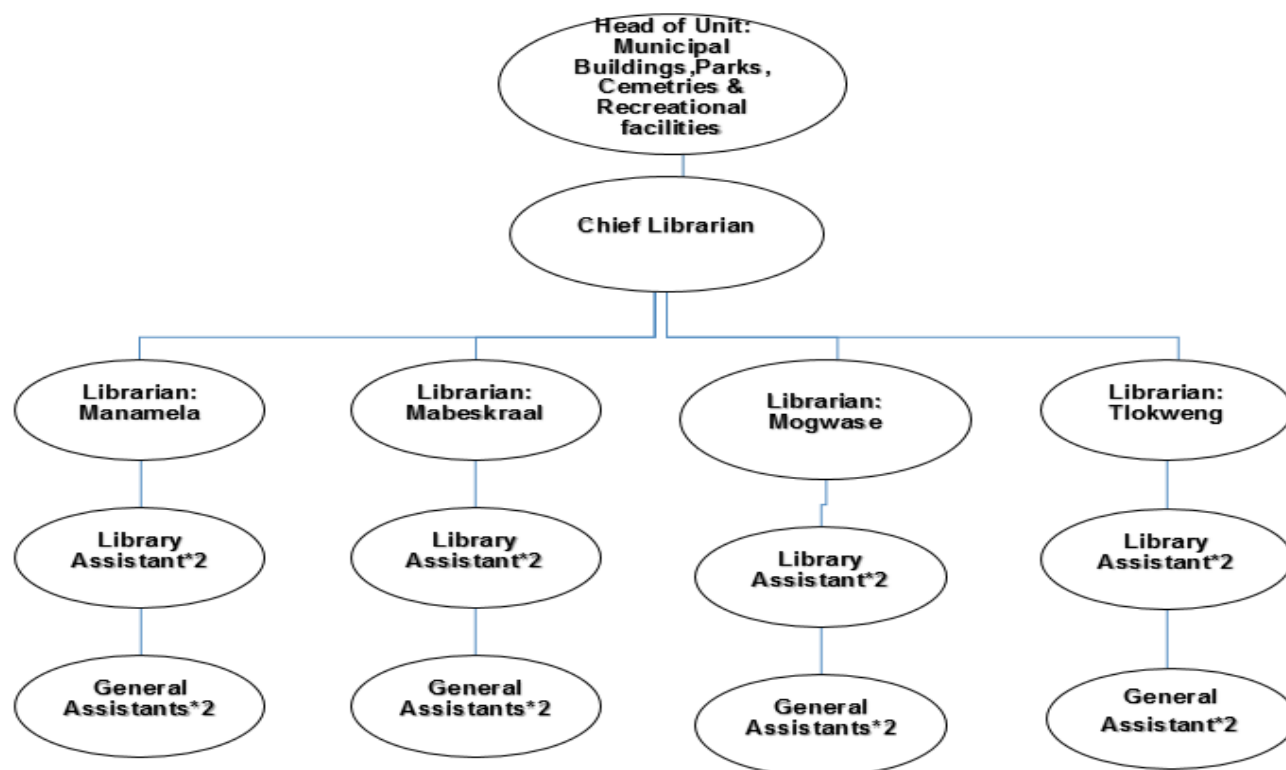 Head of Unit:
Municipal
Buildings,Parks,
Cemetries &
Recreational
facilities
Chief Librarian
Librarian:
Manamela
Librarian:
Mabeskraal
Librarian:
Mogwase
Librarian:
Tlokweng
Library
Assistant*2
Library
Assistant*2
Library
Assistant*2
Library
Assistant*2
General
Assistants*2
General
Assistants*2
General
Assistants*2
General
Assistant*2